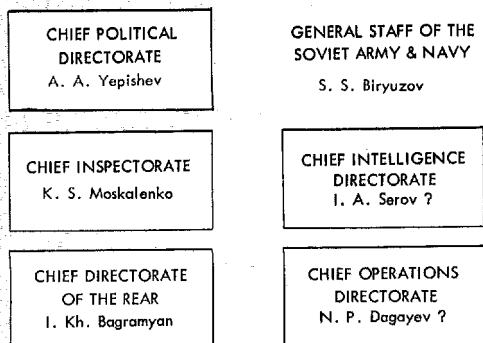 CHIEF POLITICAL
DIRECTORATE
A. A. Yepishev
GENERAL STAFF OF THE
SOVIET ARMY & NAVY
S. S. Biryuzov
CHIEF INSPECTORATE
K. S. Moskalenko
CHIEF INTELLIGENCE
DIRECTORATE
I. A. Serov ?
CHIEF DIRECTORATE
OF THE REAR
I. Kh. Bagramyan
CHIEF OPERATIONS
DIRECTORATE
N. P. Dagayev ?